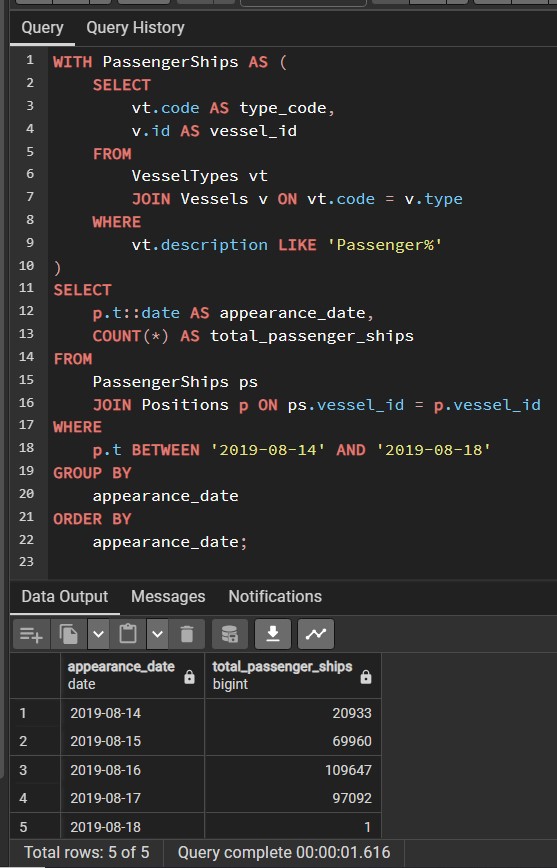 Query Query History
1 WITH PassengerShips AS (
2 SELECT
3 vt.code AS type_code,
4 v.id AS vessel_id
5 FROM
6 VesselTypes vt
7 JOIN Vessels v ON vt.code = v.type
8 WHERE
9 vt.description LIKE 'Passenger%'
10 )
11 SELECT
12 p.t::date AS appearance_date,
13 COUNT(*) AS total_passenger_ships
14 FROM
15 PassengerShips ps
16 JOIN Positions p ON ps.vessel_id = p.vessel_id
17 WHERE
18 p.t BETWEEN '2019-08-14' AND '2019-08-18'
19 GROUP BY
20 appearance_date
21 ORDER BY
22 appearance_date;
23
Data Output Messages Notifications
appearance_date total_passenger_ships
date bigint
1 2019-08-14 20933
2 2019-08-15 69960
3 2019-08-16 109647
4 2019-08-17 97092
5 2019-08-18 1
Total rows: 5 of 5 Query complete 00:00:01.616